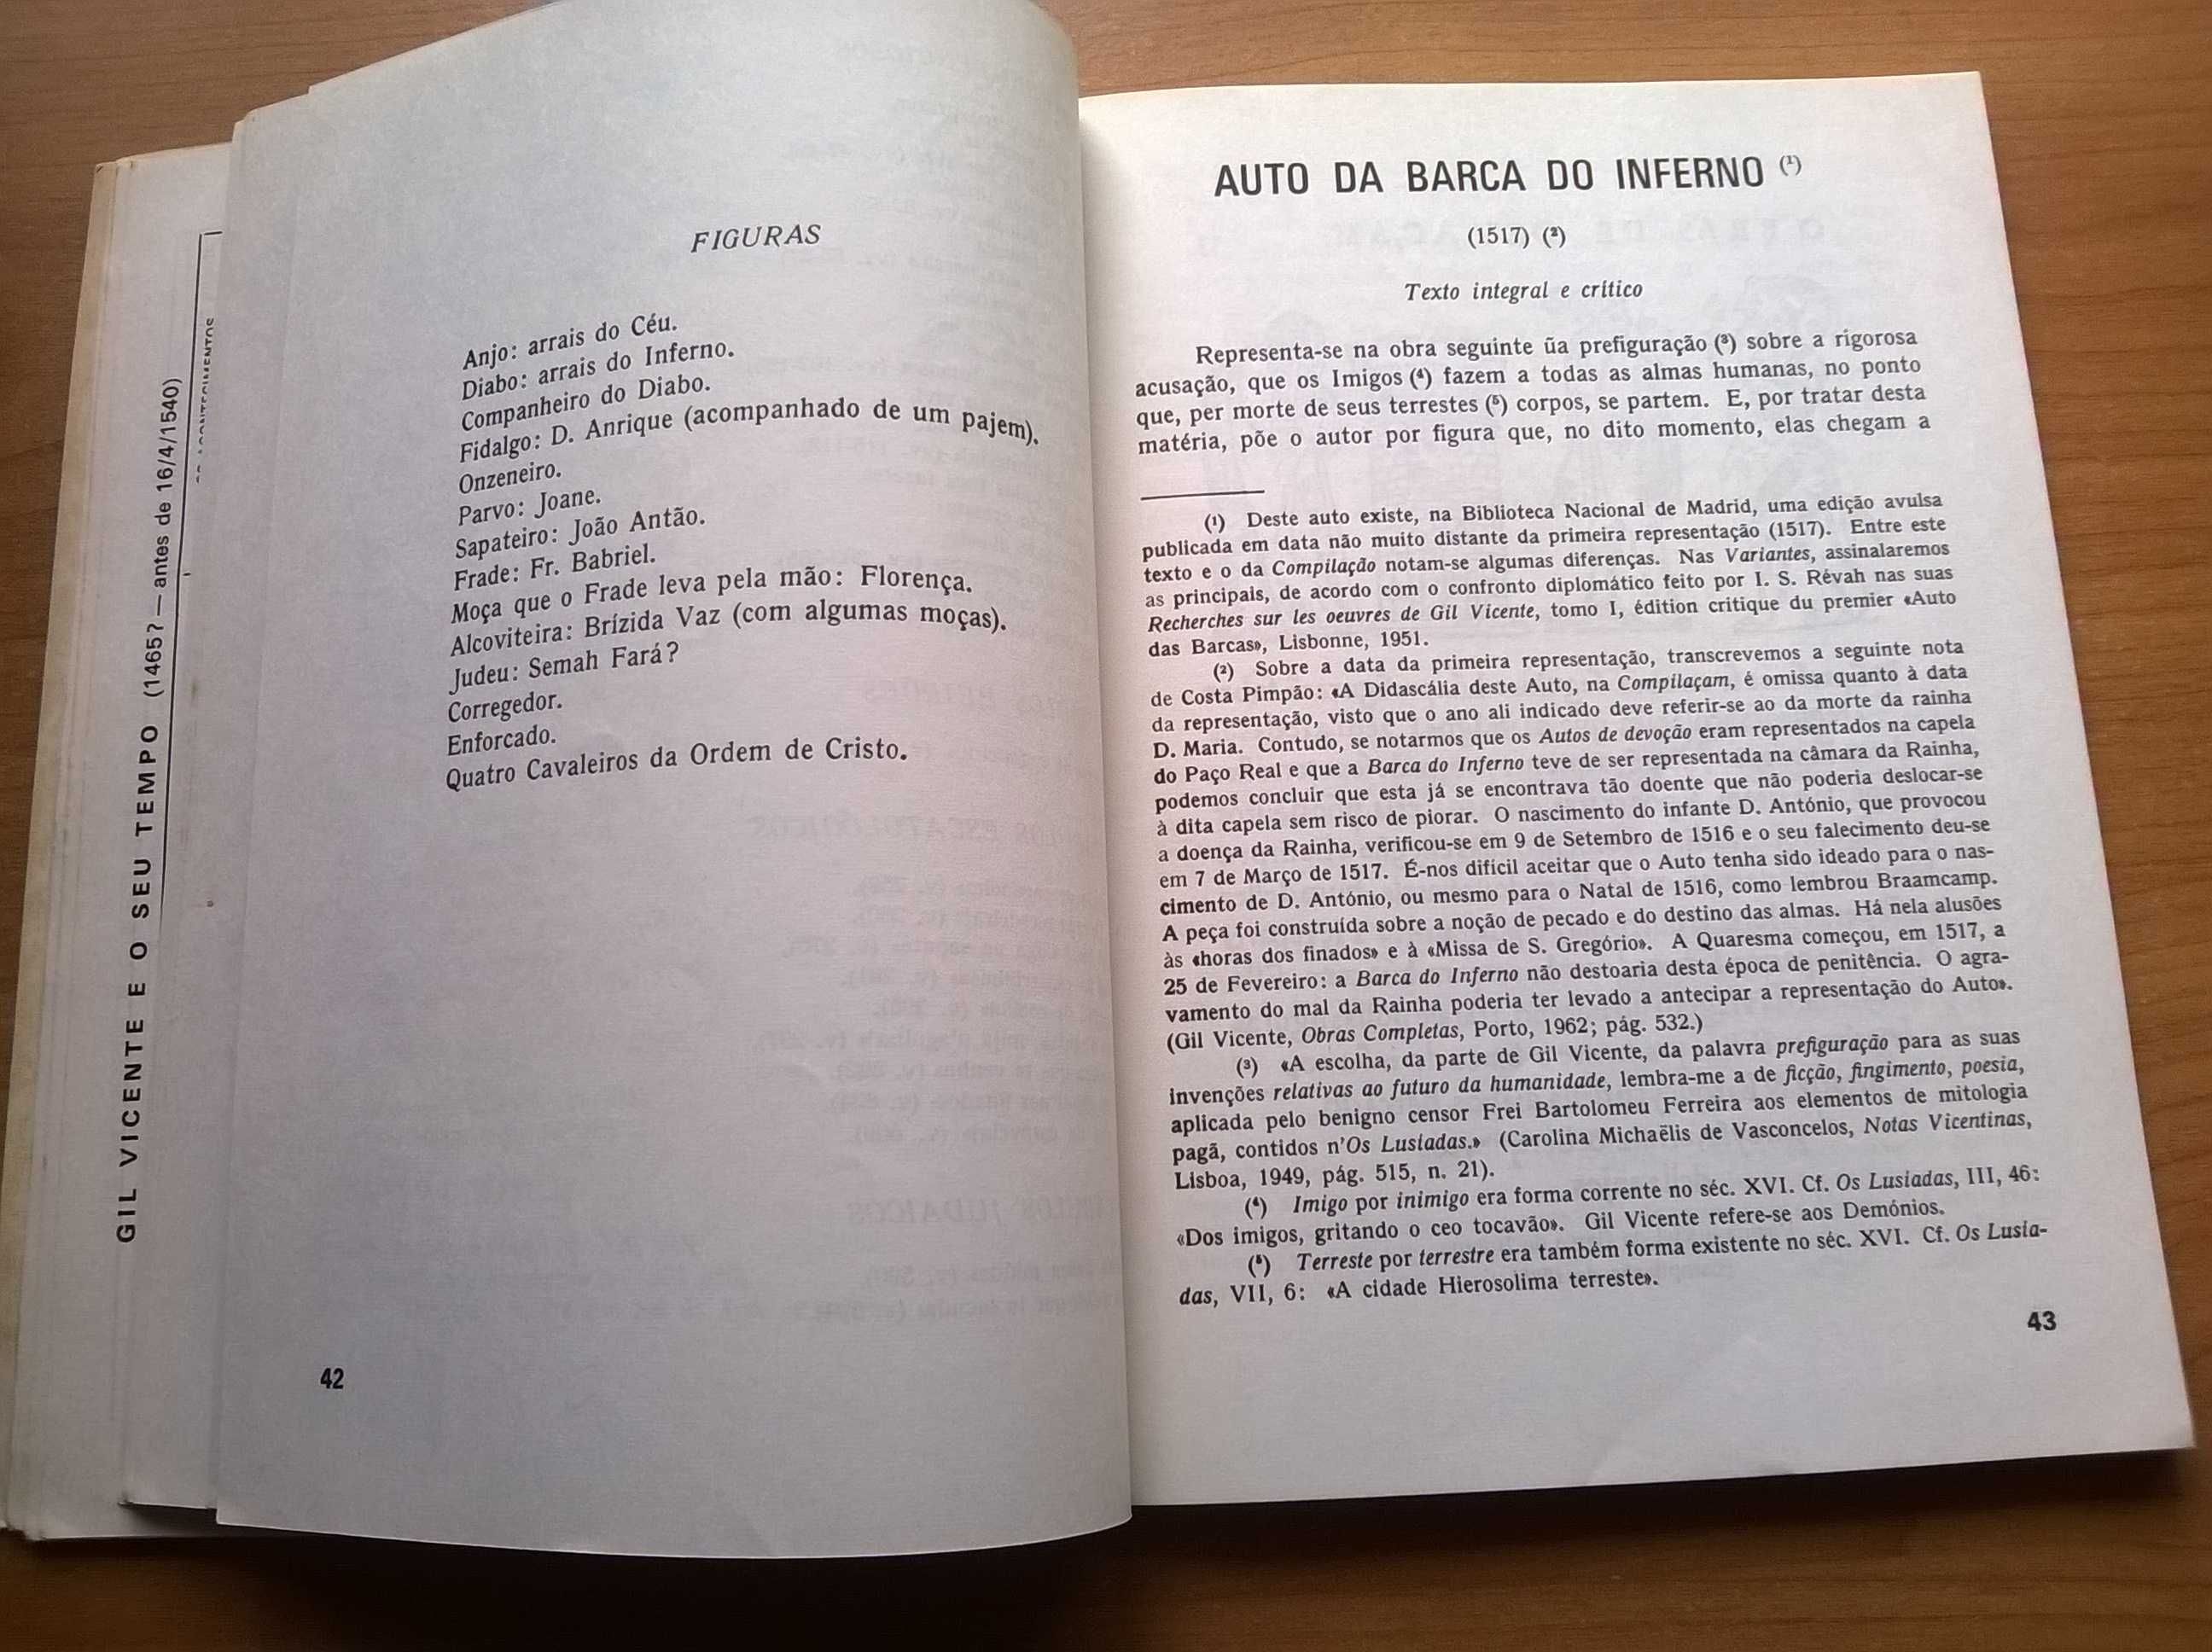 GIL VICENTE E O SEU TEMPO (1465? — antes de 16/4/1540)
FIGURAS
Anjo: arrais do Céu.
Diabo: arrais do Inferno.
Companheiro do Diabo.
Fidalgo: D. Anrique (acompanhado de um pajem).
Onzeneiro.
Parvo: Joane.
Sapateiro: João Antão.
Frade: Fr. Babriel.
Moça que o Frade leva pela mão: Florença.
Alcoviteira: Brízida Vaz (com algumas moças).
Judeu: Semah Fará?
Corregedor.
Enforcado.
Quatro Cavaleiros da Ordem de Cristo.
42
AUTO DA BARCA DO INFERNO (¹)
(1517) (²)
Texto integral e crítico
Representa-se na obra seguinte ũa prefiguração (³) sobre a rigorosa
acusação, que os Imigos (⁴) fazem a todas as almas humanas, no ponto
que, per morte de seus terrestes (⁵) corpos, se partem. E, por tratar desta
matéria, põe o autor por figura que, no dito momento, elas chegam a
(¹) Deste auto existe, na Biblioteca Nacional de Madrid, uma edição avulsa
publicada em data não muito distante da primeira representação (1517). Entre este
texto e o da Compilação notam-se algumas diferenças. Nas Variantes, assinalaremos
as principais, de acordo com o confronto diplomático feito por I. S. Révah nas suas
Recherches sur les oeuvres de Gil Vicente, tomo I, édition critique du premier «Auto
das Barcas», Lisbonne, 1951.
(²) Sobre a data da primeira representação, transcrevemos a seguinte nota
de Costa Pimpão: «A Didascália deste Auto, na Compilaçam, é omissa quanto à data
da representação, visto que o ano ali indicado deve referir-se ao da morte da rainha
D. Maria. Contudo, se notarmos que os Autos de devoção eram representados na capela
do Paço Real e que a Barca do Inferno teve de ser representada na câmara da Rainha,
podemos concluir que esta já se encontrava tão doente que não poderia deslocar-se
à dita capela sem risco de piorar. O nascimento do infante D. António, que provocou
a doença da Rainha, verificou-se em 9 de Setembro de 1516 e o seu falecimento deu-se
em 7 de Março de 1517. É-nos difícil aceitar que o Auto tenha sido ideado para o nas-
cimento de D. António, ou mesmo para o Natal de 1516, como lembrou Braamcamp.
A peça foi construída sobre a noção de pecado e do destino das almas. Há nela alusões
às «horas dos finados» e à «Missa de S. Gregório». A Quaresma começou, em 1517, a
25 de Fevereiro: a Barca do Inferno não destoaria desta época de penitência. O agra-
vamento do mal da Rainha poderia ter levado a antecipar a representação do Auto».
(Gil Vicente, Obras Completas, Porto, 1962; pág. 532.)
(³) «A escolha, da parte de Gil Vicente, da palavra prefiguração para as suas
invenções relativas ao futuro da humanidade, lembra-me a de ficção, fingimento, poesia,
aplicada pelo benigno censor Frei Bartolomeu Ferreira aos elementos de mitologia
pagã, contidos n'Os Lusíadas.» (Carolina Michaëlis de Vasconcelos, Notas Vicentinas,
Lisboa, 1949, pág. 515, n. 21).
(⁴) Imigo por inimigo era forma corrente no séc. XVI. Cf. Os Lusiadas, III, 46:
«Dos imigos, gritando o ceo tocavão». Gil Vicente refere-se aos Demónios.
(⁵) Terreste por terrestre era também forma existente no séc. XVI. Cf. Os Lusia-
das, VII, 6: «A cidade Hierosolima terreste».
43